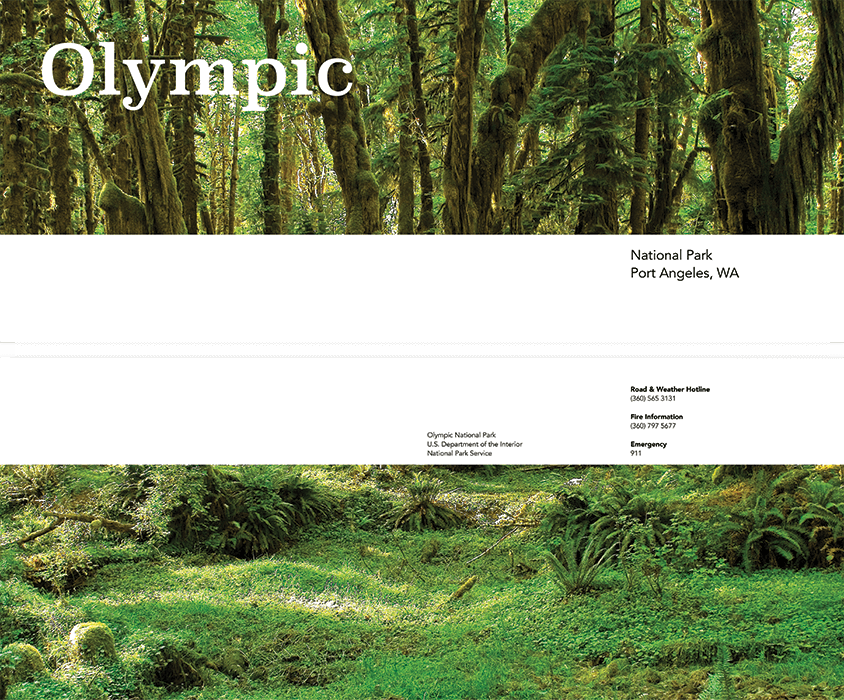 Olympic
National Park
Port Angeles, WA
Road & Weather Hotline
(360) 565 3131
Fire Information
(360) 797 5677
Olympic National Park
U.S. Department of the Interior
National Park Service
Emergency
911